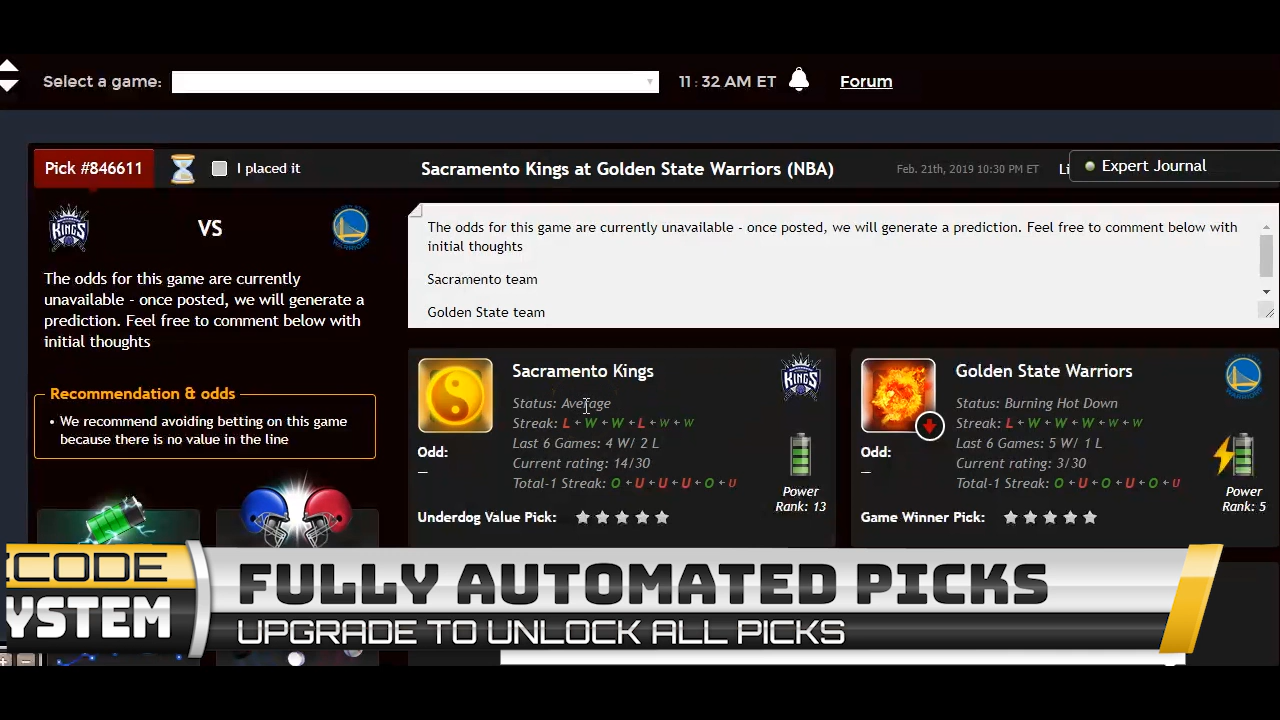 Select a game:
11 : 32 AM ET
Forum
Pick #846611
I placed it
Sacramento Kings at Golden State Warriors (NBA)
Feb. 21th, 2019 10:30 PM ET
Li
Expert Journal
KINGS
VS
The odds for this game are currently
unavailable - once posted, we will generate a
prediction. Feel free to comment below with
initial thoughts
The odds for this game are currently unavailable - once posted, we will generate a prediction. Feel free to comment below with
initial thoughts
Sacramento team
Golden State team
Recommendation & odds
• We recommend avoiding betting on this game
because there is no value in the line
Sacramento Kings
Status: Average
Streak: L ← W ← W ← L ← W ← W
Last 6 Games: 4 W/ 2 L
Current rating: 14/30
Total-1 Streak: O ← U ← U ← U ← O ← U
Odd:
—
Underdog Value Pick:
KINGS
Power
Rank: 13
Golden State Warriors
Status: Burning Hot Down
Streak: L ← W ← W ← W ← W ← W
Last 6 Games: 5 W/ 1 L
Current rating: 3/30
Total-1 Streak: O ← U ← O ← U ← O ← U
Odd:
—
Game Winner Pick:
Power
Rank: 5
CODE
YSTEM
FULLY AUTOMATED PICKS
UPGRADE TO UNLOCK ALL PICKS